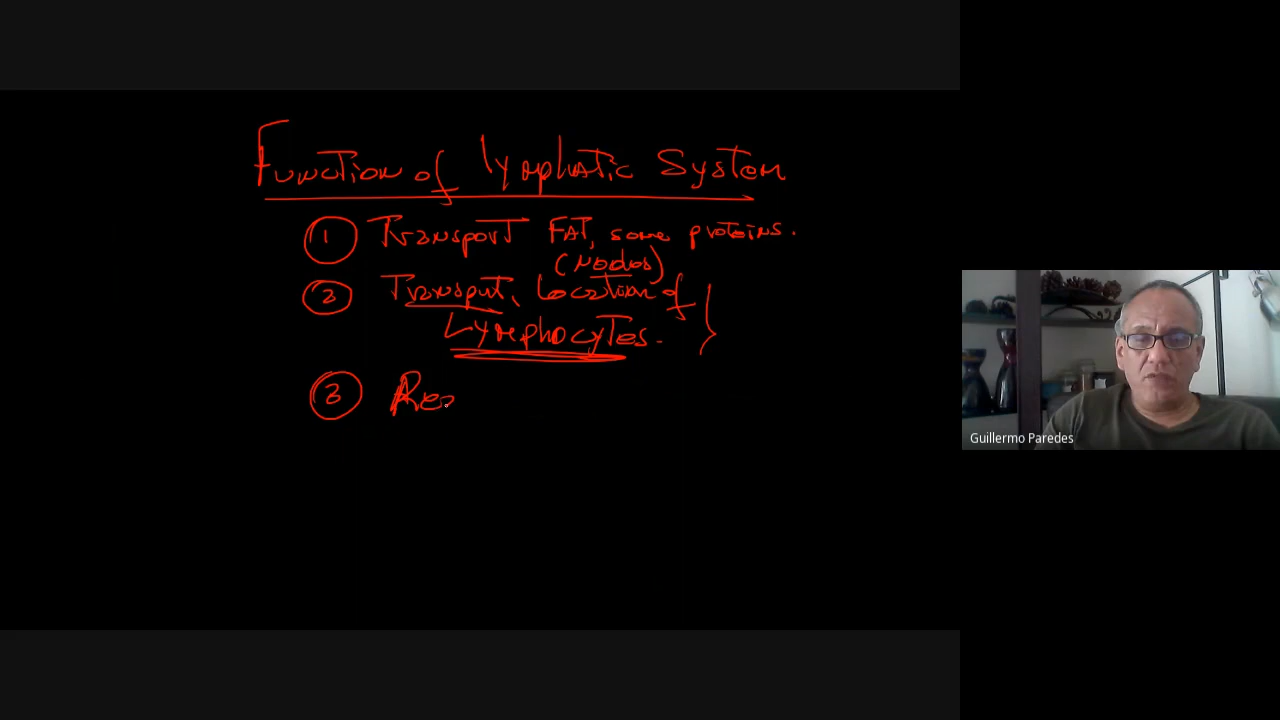 Function of Lymphatic System
1 Transport FAT, some proteins.
(Nodes)
2 Transport, Location of
Lymphocytes.
3 Res
Guillermo Paredes